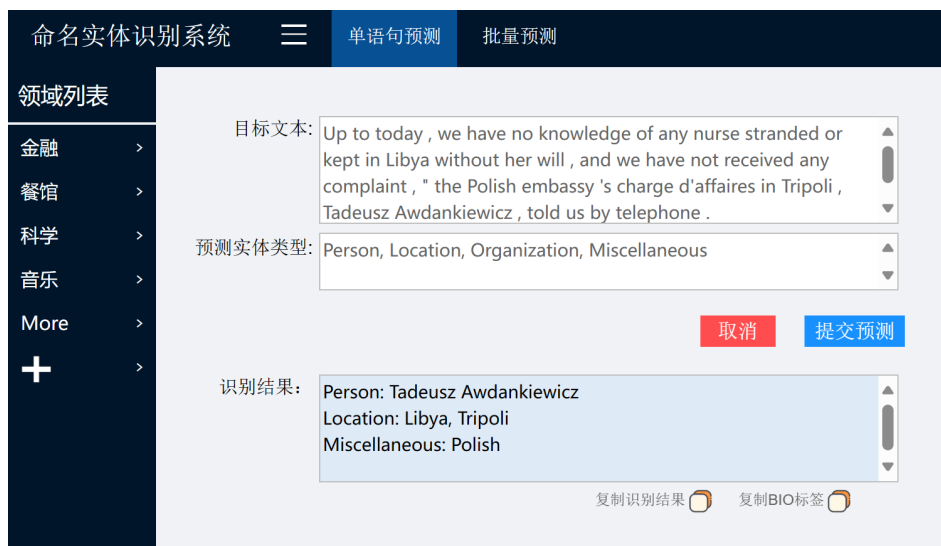 命名实体识别系统
单语句预测
批量预测
领域列表
金融 >
餐馆 >
科学 >
音乐 >
More >
+ >
目标文本:
Up to today , we have no knowledge of any nurse stranded or
kept in Libya without her will , and we have not received any
complaint , " the Polish embassy 's charge d'affaires in Tripoli ,
Tadeusz Awdankiewicz , told us by telephone .
预测实体类型:
Person, Location, Organization, Miscellaneous
取消
提交预测
识别结果：
Person: Tadeusz Awdankiewicz
Location: Libya, Tripoli
Miscellaneous: Polish
复制识别结果
复制BIO标签